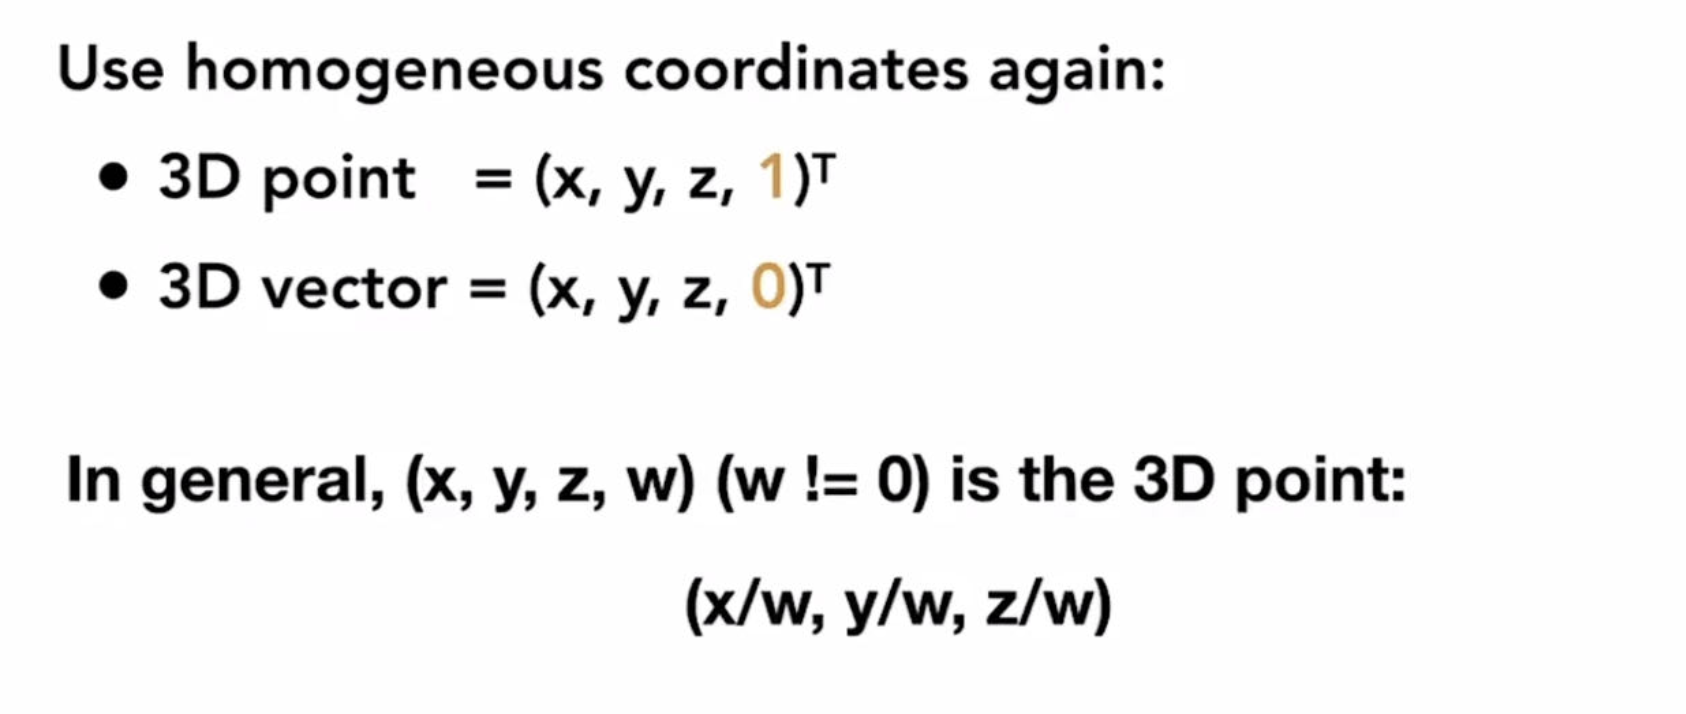 Use homogeneous coordinates again:
• 3D point = (x, y, z, 1)ᵀ
• 3D vector = (x, y, z, 0)ᵀ
In general, (x, y, z, w) (w != 0) is the 3D point:
(x/w, y/w, z/w)